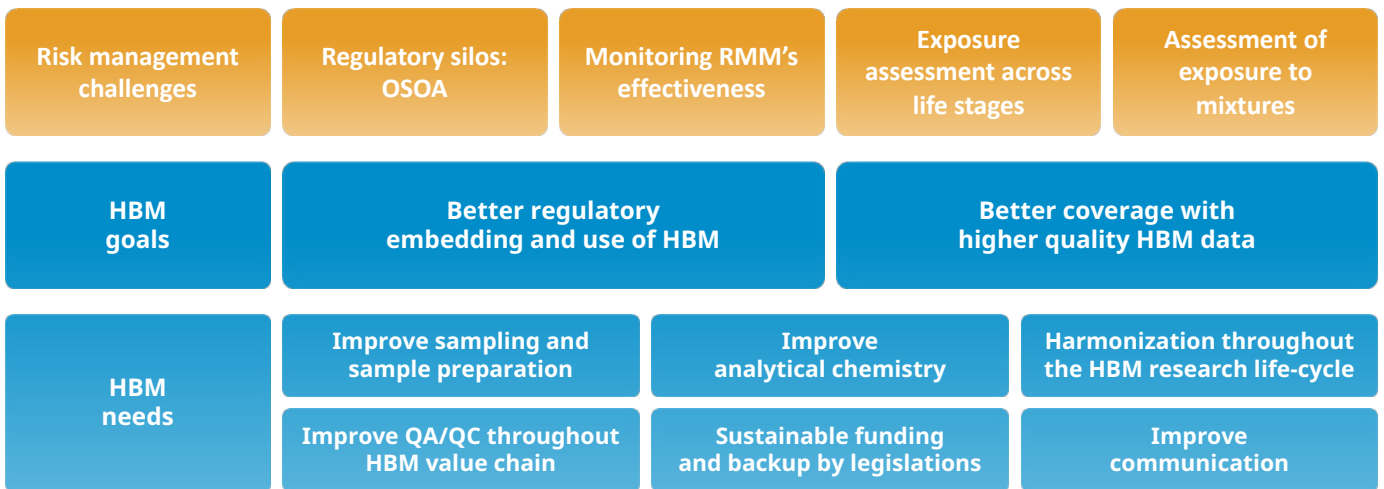 Risk management
challenges
Regulatory silos:
OSOA
Monitoring RMM's
effectiveness
Exposure
assessment across
life stages
Assessment of
exposure to
mixtures
HBM
goals
Better regulatory
embedding and use of HBM
Better coverage with
higher quality HBM data
HBM
needs
Improve sampling and
sample preparation
Improve
analytical chemistry
Harmonization throughout
the HBM research life-cycle
Improve QA/QC throughout
HBM value chain
Sustainable funding
and backup by legislations
Improve
communication